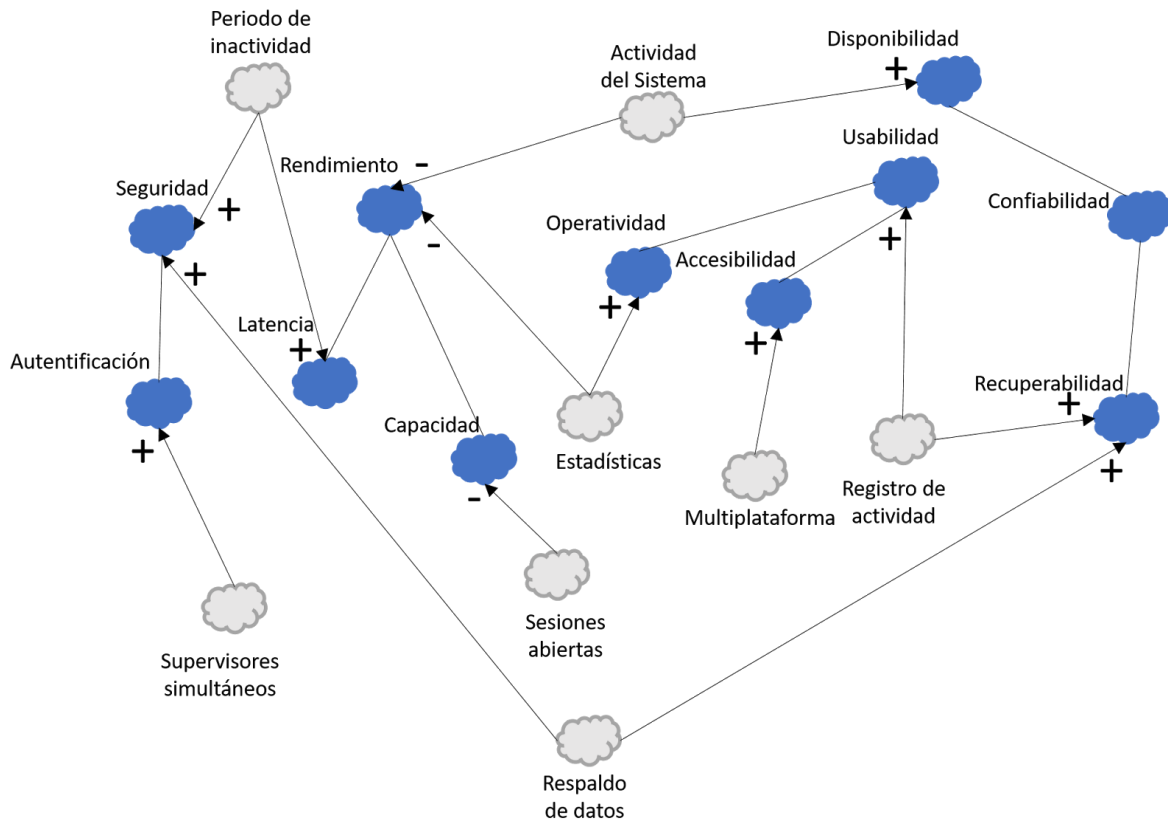 Periodo de
inactividad
Actividad
del Sistema
Disponibilidad
+
Usabilidad
Rendimiento
-
Seguridad
+
Operatividad
Confiabilidad
-
+
Accesibilidad
+
+
Latencia
+
+
Autentificación
Recuperabilidad
+
Capacidad
+
Estadísticas
+
-
Multiplataforma
Registro de
actividad
Sesiones
abiertas
Supervisores
simultáneos
Respaldo
de datos